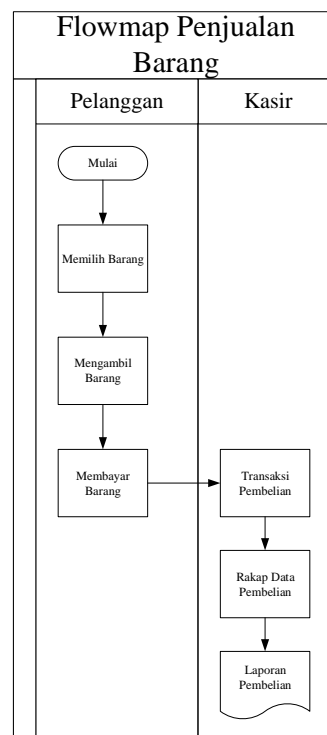 Flowmap Penjualan
Barang
Pelanggan
Kasir
Mulai
Memilih Barang
Mengambil
Barang
Membayar
Barang
Transaksi
Pembelian
Rakap Data
Pembelian
Laporan
Pembelian